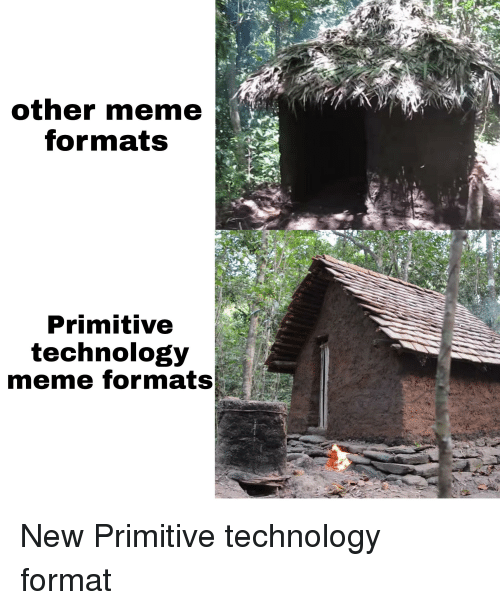 other meme
formats
Primitive
technology
meme formats
New Primitive technology
format